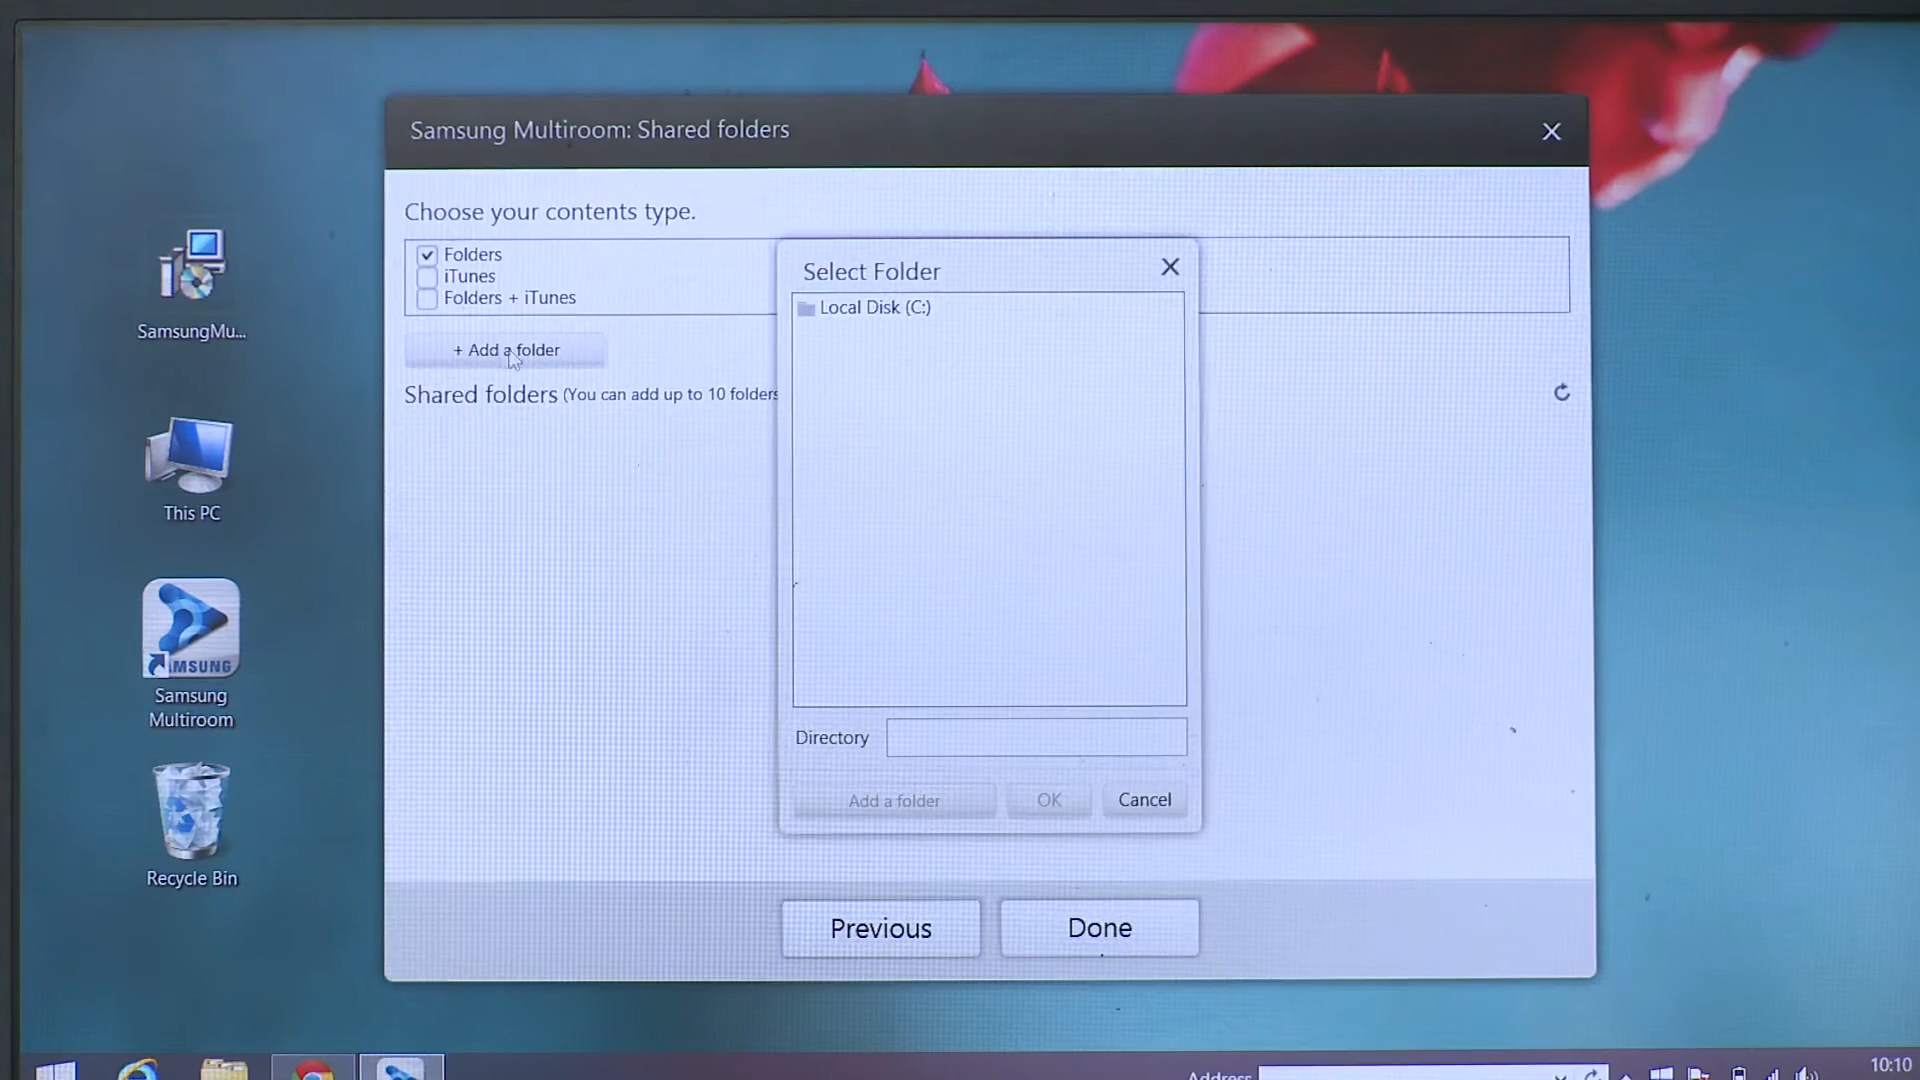 Samsung Multiroom: Shared folders
Choose your contents type.
Folders
iTunes
Folders + iTunes
+ Add a folder
Shared folders (You can add up to 10 folders
Select Folder
Local Disk (C:)
Directory
Add a folder
OK
Cancel
Previous
Done
SamsungMu...
This PC
AMSUNG
Samsung
Multiroom
Recycle Bin
Address
10:10